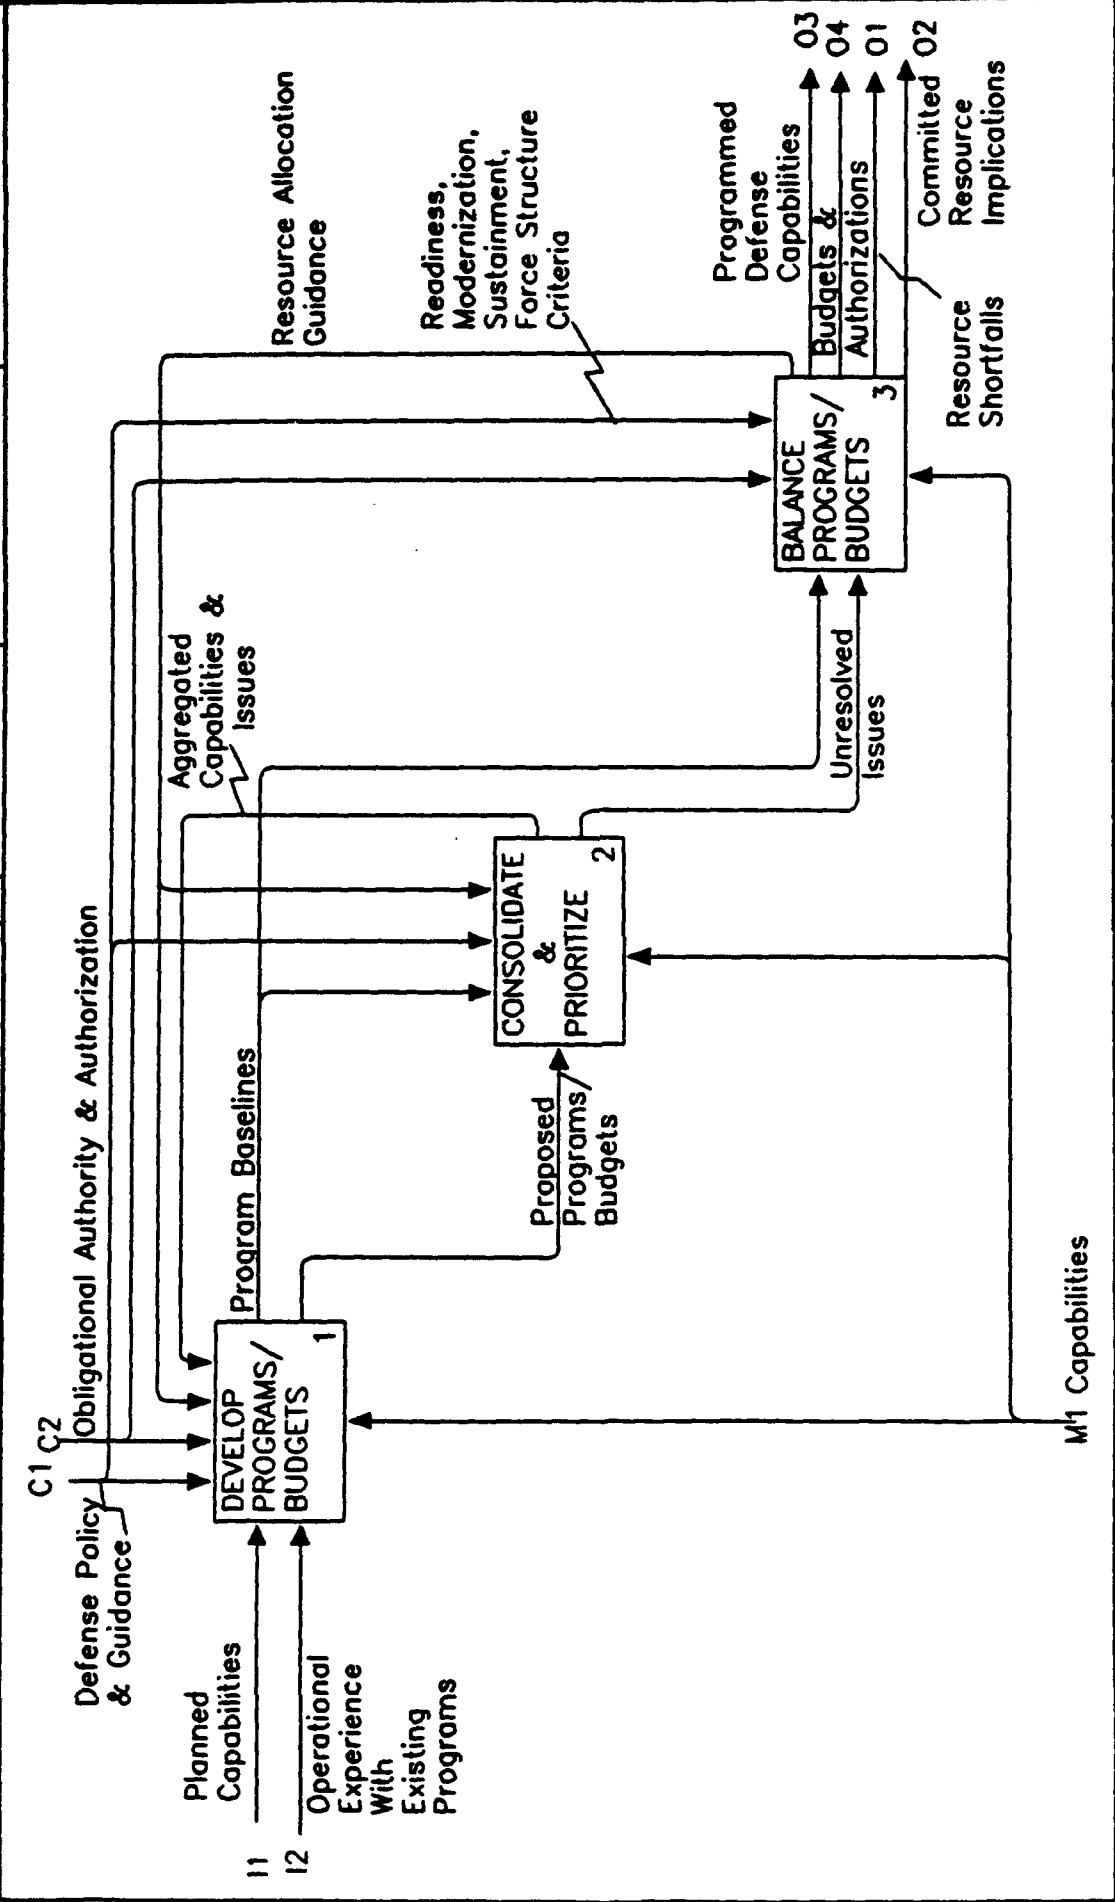 C1 C2
Obligational Authority & Authorization
Defense Policy
& Guidance
Resource Allocation
Guidance
Aggregated
Capabilities &
Issues
Readiness,
Modernization,
Sustainment,
Force Structure
Criteria
Planned
Capabilities
I1
I2
Operational
Experience
With
Existing
Programs
DEVELOP
PROGRAMS/
BUDGETS
1
Program Baselines
Proposed
Programs/
Budgets
CONSOLIDATE
&
PRIORITIZE
2
Unresolved
Issues
BALANCE
PROGRAMS/
BUDGETS
3
Programmed
Defense
Capabilities
O3
Budgets &
Authorizations
O4
O1
O2
Committed
Resource
Implications
Resource
Shortfalls
M1 Capabilities